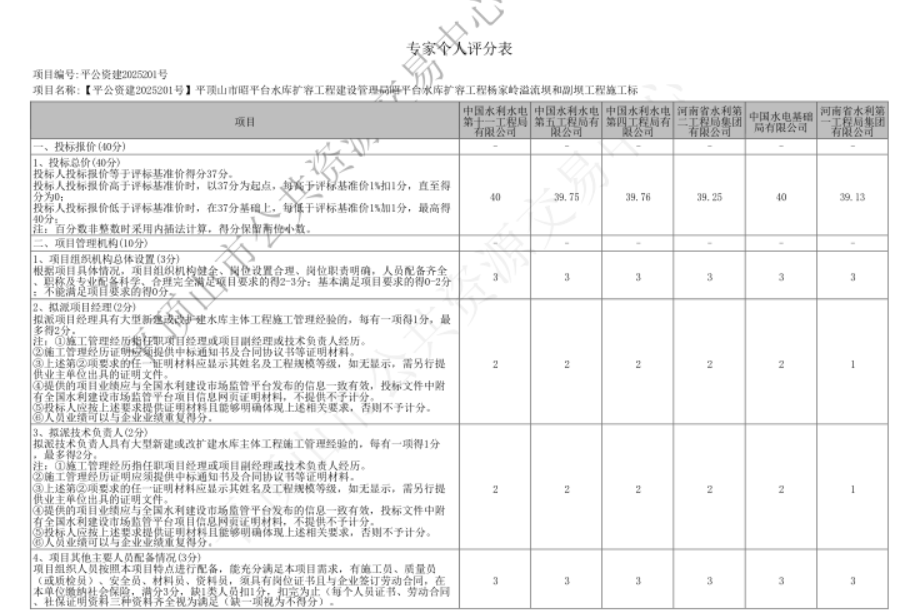 专家个人评分表
项目编号:平公资建2025201号
项目名称:【平公资建2025201号】平顶山市昭平台水库扩容工程建设管理局昭平台水库扩容工程杨家岭溢流坝和副坝工程施工标
项目 中国水利水电第十一工程局有限公司 中国水利水电第五工程局有限公司 中国水利水电第四工程局有限公司 河南省水利第二工程局集团有限公司 中国水电基础局有限公司 河南省水利第一工程局集团有限公司
一、投标报价(40分) - - - - - -
1、投标总价(40分)
投标人投标报价等于评标基准价时得分37分。
投标人投标报价高于评标基准价时，以37分为起点，每高于评标基准价1%扣1分，直至得
分为0；
投标人投标报价低于评标基准价时，在37分基础上，每低于评标基准价1%加1分，最高得
40分；
注：百分数非整数时采用内插法计算，得分保留两位小数。
40 39.75 39.76 39.25 40 39.13
二、项目管理机构(10分) - - - - - -
1、项目组织机构总体设置(3分)
根据项目具体情况，项目组织机构健全、岗位设置合理、岗位职责明确，人员配备齐全
、职称及专业配备科学、合理完全满足项目要求的得2-3分；基本满足项目要求的得0-2分
；不能满足项目要求的得0分。
3 3 3 3 3 3
2、拟派项目经理(2分)
拟派项目经理具有大型新建或改扩建水库主体工程施工管理经验的，每有一项得1分，最
多得2分。
注：①施工管理经历指任职项目经理或项目副经理或技术负责人经历。
②施工管理经历证明应须提供中标通知书及合同协议书等证明材料。
③上述第②项要求的任一证明材料应显示其姓名及工程规模等级，如无显示，需另行提
供业主单位出具的证明文件。
④提供的项目业绩应与全国水利建设市场监管平台发布的信息一致有效，投标文件中附
有全国水利建设市场监管平台项目信息网页证明材料，不提供不予计分。
⑤投标人应按上述要求提供证明材料且能够明确体现上述相关要求，否则不予计分。
⑥人员业绩可以与企业业绩重复得分。
2 2 2 2 2 1
3、拟派技术负责人(2分)
拟派技术负责人具有大型新建或改扩建水库主体工程施工管理经验的，每有一项得1分
，最多得2分。
注：①施工管理经历指任职项目经理或项目副经理或技术负责人经历。
②施工管理经历证明应须提供中标通知书及合同协议书等证明材料。
③上述第②项要求的任一证明材料应显示其姓名及工程规模等级，如无显示，需另行提
供业主单位出具的证明文件。
④提供的项目业绩应与全国水利建设市场监管平台发布的信息一致有效，投标文件中附
有全国水利建设市场监管平台项目信息网页证明材料，不提供不予计分。
⑤投标人应按上述要求提供证明材料且能够明确体现上述相关要求，否则不予计分。
⑥人员业绩可以与企业业绩重复得分。
2 2 2 2 2 1
4、项目其他主要人员配备情况(3分)
项目组织人员按照本项目特点进行配备，能充分满足本项目需求，有施工员、质量员
（或质检员）、安全员、材料员、资料员，须具有岗位证书且与企业签订劳动合同，在
本单位缴纳社会保险，满分3分，缺1类人员扣1分，扣完为止（每个人员证书、劳动合同
、社保证明资料三种资料齐全视为满足（缺一项视为不得分）。
3 3 3 3 3 3
平顶山市公共资源交易中心
平顶山市公共资源交易中心